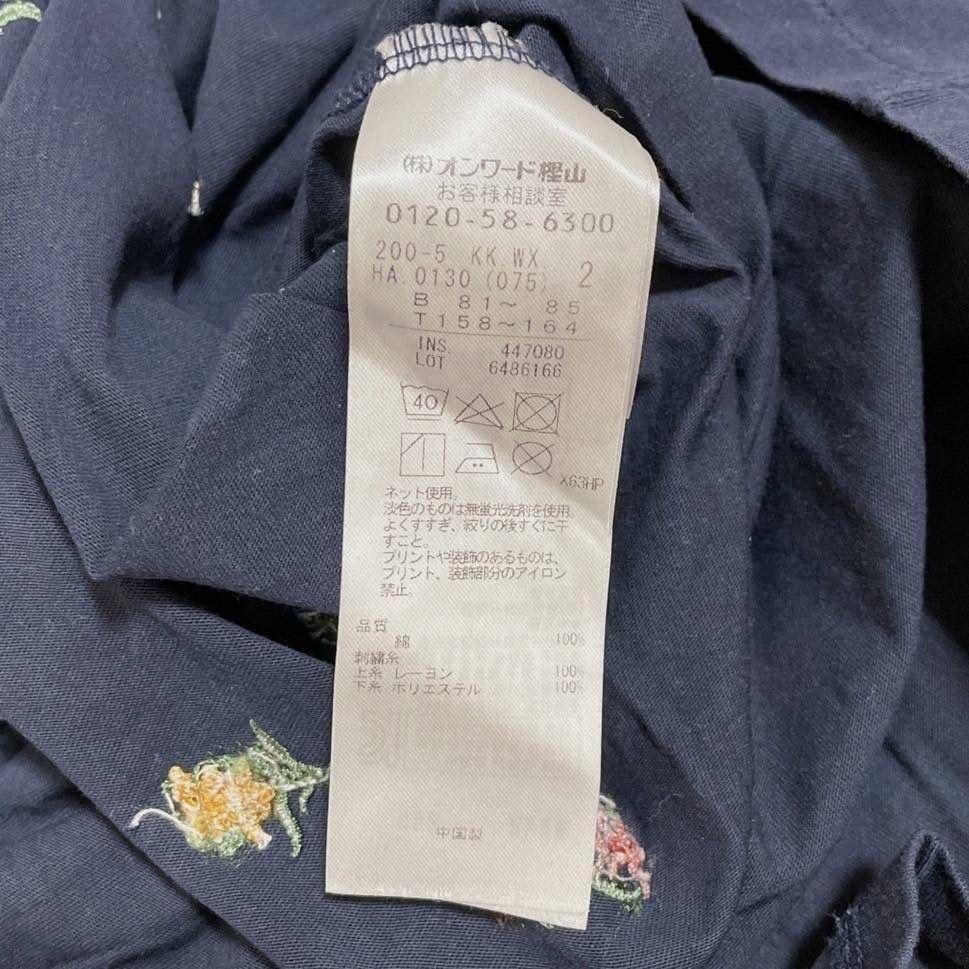 (株)オンワード樫山
お客様相談室
0120-58-6300
200-5 KK.WX 2
HA.0130 (075)
B 81～ 85
T158～164
INS. 447080
LOT 6486166
40
X63HP
ネット使用。
淡色のものは無蛍光洗剤を使用
よくすすぎ、絞りの後すぐに干
すこと。
プリントや装飾のあるものは、
プリント、装飾部分のアイロン
禁止。
品質
綿 100%
刺繍糸
上糸 レーヨン 100%
下糸 ポリエステル 100%
中国製